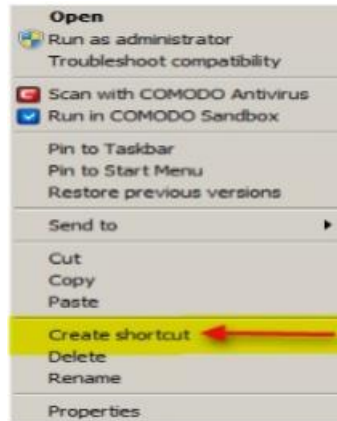 Open
Run as administrator
Troubleshoot compatibility
Scan with COMODO Antivirus
Run in COMODO Sandbox
Pin to Taskbar
Pin to Start Menu
Restore previous versions
Send to
Cut
Copy
Paste
Create shortcut
Delete
Rename
Properties